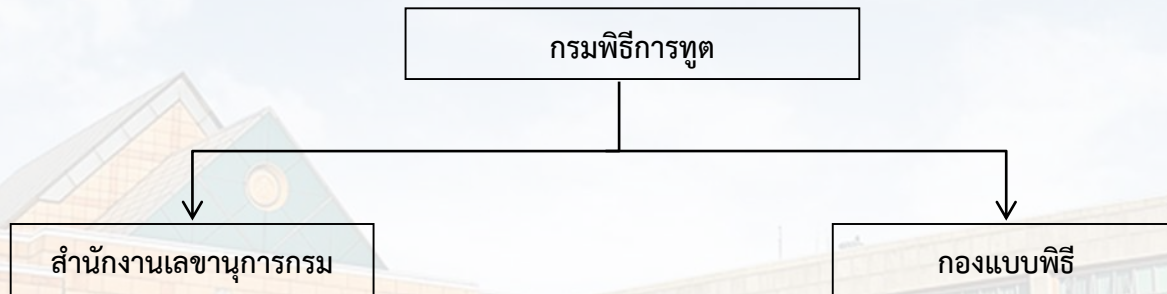 กรมพิธีการทูต
สำนักงานเลขานุการกรม
กองแบบพิธี